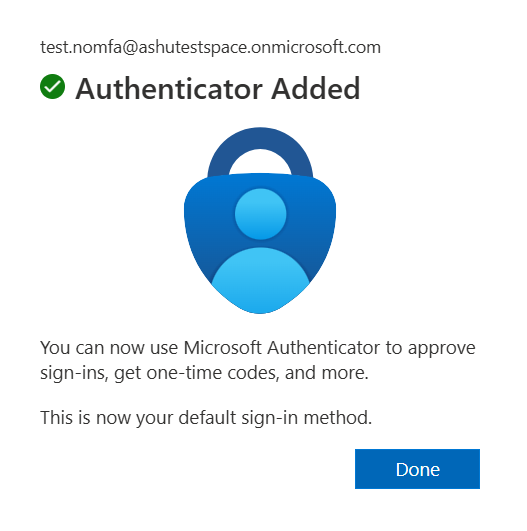 test.nomfa@ashutestspace.onmicrosoft.com
Authenticator Added
You can now use Microsoft Authenticator to approve
sign-ins, get one-time codes, and more.
This is now your default sign-in method.
Done